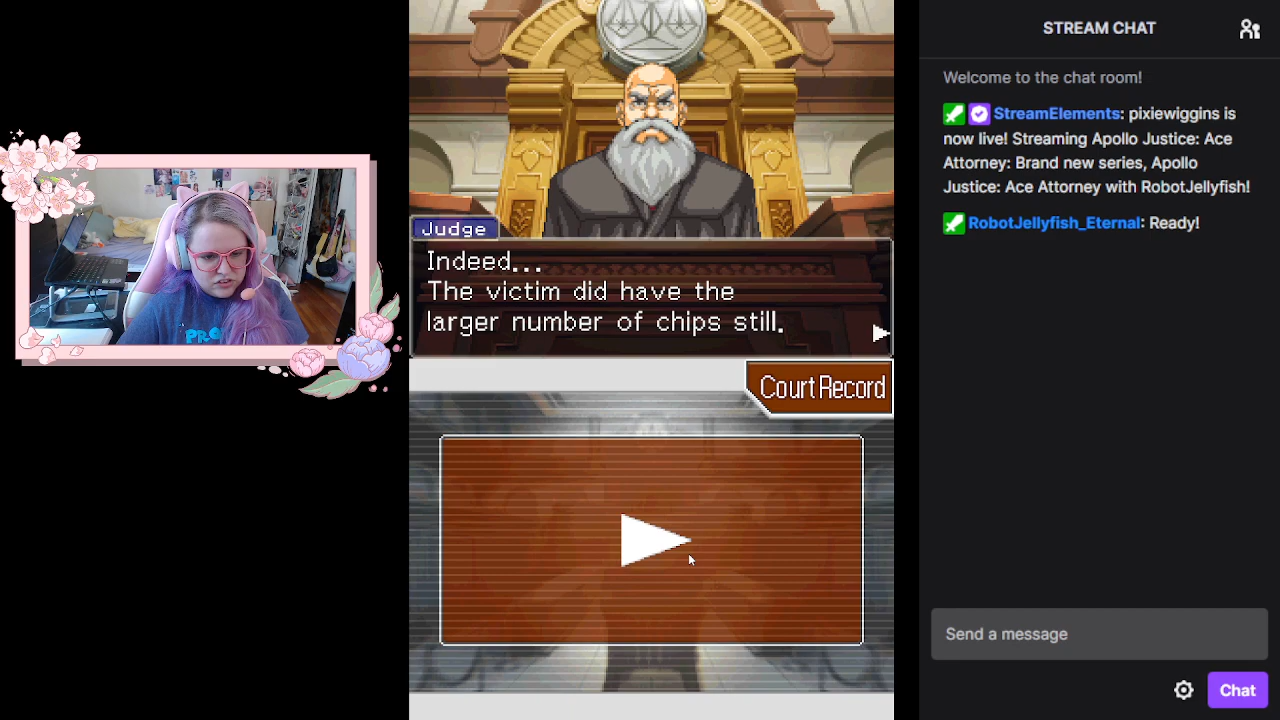 PRO
Judge
Indeed...
The victim did have the
larger number of chips still.
Court Record
STREAM CHAT
Welcome to the chat room!
StreamElements: pixiewiggins is
now live! Streaming Apollo Justice: Ace
Attorney: Brand new series, Apollo
Justice: Ace Attorney with RobotJellyfish!
RobotJellyfish_Eternal: Ready!
Send a message
Chat